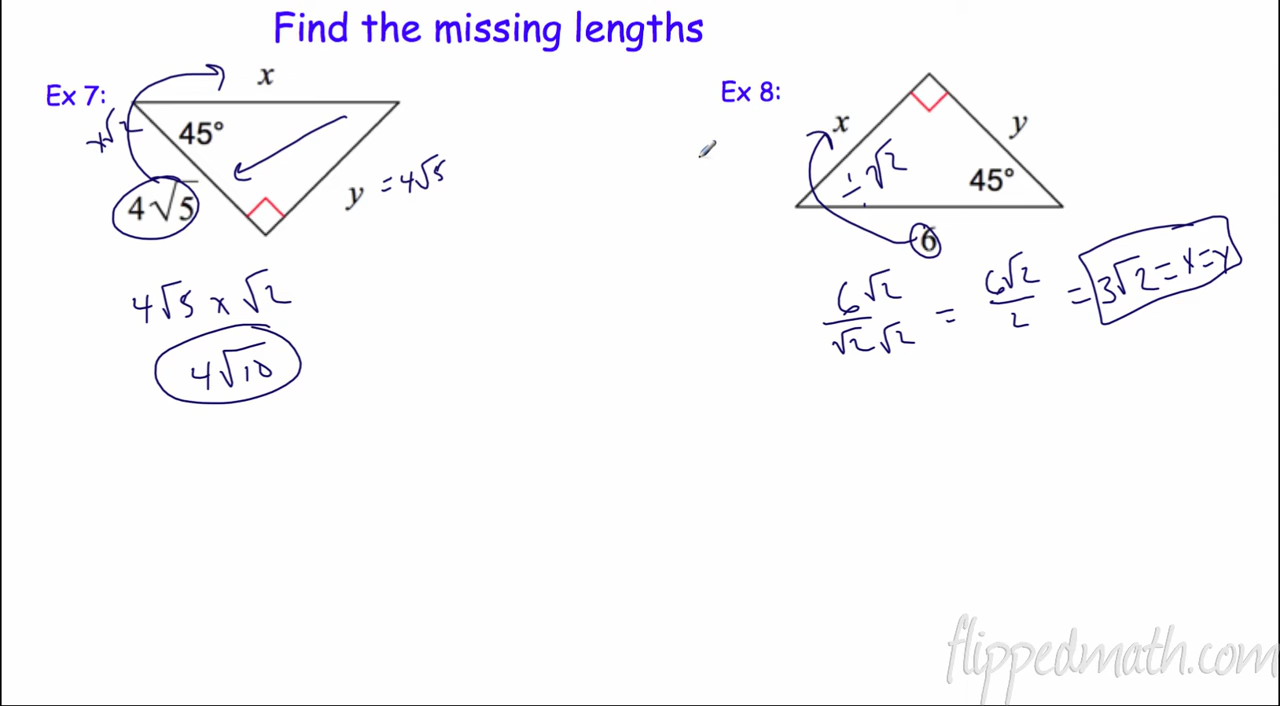 Find the missing lengths
Ex 7:
x
×√2
45°
4√5
y = 4√5
4√5 × √2
4√10
Ex 8:
x
y
÷√2
45°
6
6√2 / √2 √2 = 6√2 / 2 = 3√2 = x = y
flippedmath.com